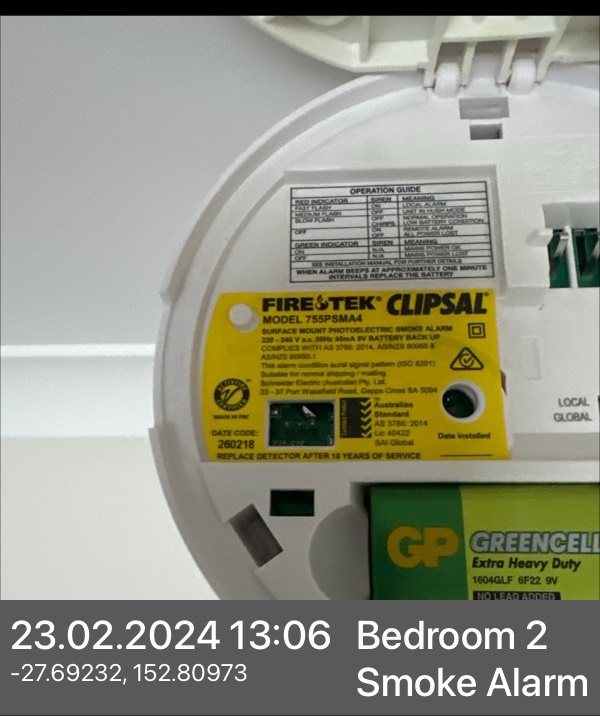 OPERATION GUIDE
RED INDICATOR SIREN MEANING
FAST FLASH ON LOCAL ALARM
MEDIUM FLASH OFF UNIT IN HUSH MODE
SLOW FLASH OFF NORMAL OPERATION
CHIRPS LOW BATTERY CONDITION
OFF ON REMOTE ALARM
OFF ALL POWER LOST
GREEN INDICATOR SIREN MEANING
ON N/A MAINS POWER OK
OFF N/A MAINS POWER LOST
SEE INSTALLATION MANUAL FOR FURTHER DETAILS
WHEN ALARM BEEPS AT APPROXIMATELY ONE MINUTE
INTERVALS REPLACE THE BATTERY
FIRETEK® CLIPSAL®
MODEL 755PSMA4
SURFACE MOUNT PHOTOELECTRIC SMOKE ALARM
220 - 240 V a.c. 50Hz 40mA 9V BATTERY BACK UP
COMPLIES WITH AS 3786: 2014, AS/NZS 60065 &
AS/NZS 60950.1
This alarm condition aural signal pattern (ISO 8201)
Suitable for normal shipping / mailing
Schneider Electric (Australia) Pty. Ltd.
33 - 37 Port Wakefield Road, Gepps Cross SA 5094
MADE IN PRC
Australian
Standard
AS 3786: 2014
Lic 40422
SAI Global
DATE CODE:
260218
Date installed
REPLACE DETECTOR AFTER 10 YEARS OF SERVICE
LOCAL
GLOBAL
GP GREENCELL
Extra Heavy Duty
1604GLF 6F22 9V
NO LEAD ADDED
23.02.2024 13:06
-27.69232, 152.80973
Bedroom 2
Smoke Alarm